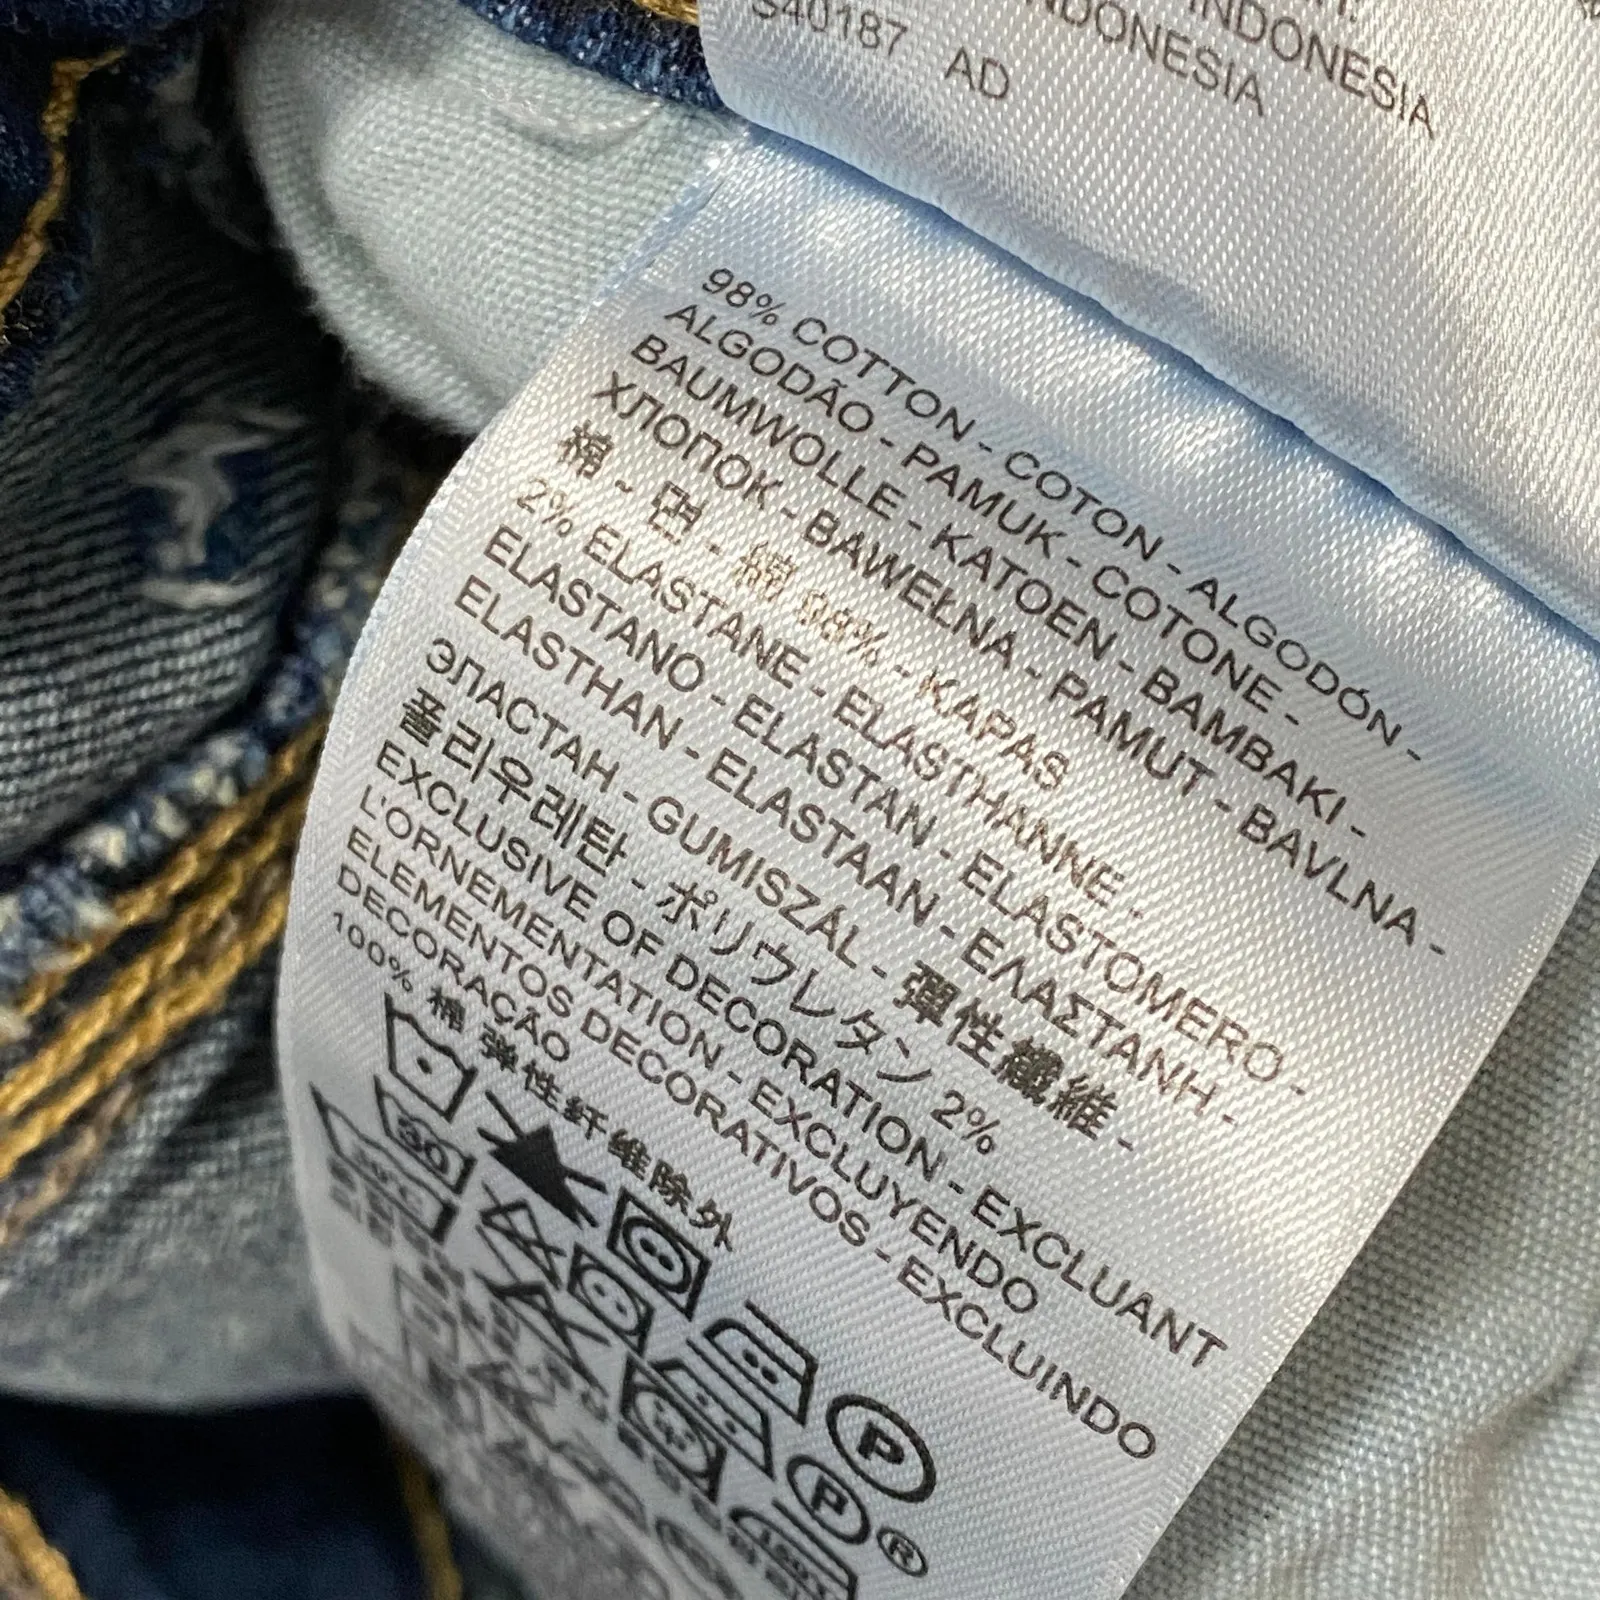 INDONESIA
INDONESIA
S40187 AD
98% COTTON - COTON - ALGODÓN -
ALGODÃO - PAMUK - COTONE -
BAUMWOLLE - KATOEN - BAMBAKI -
ХЛОПОК - BAWEŁNA - PAMUT - BAVLNA -
棉 ~ 면 - 綿 98% - KAPAS
2% ELASTANE - ELASTHANNE -
ELASTANO - ELASTAN - ELASTOMERO -
ELASTHAN - ELASTAAN - ΕΛΑΣΤΑΝΗ -
ЭЛАСТАН - GUMISZÁL - 彈性纖維 -
폴리우레탄 - ポリウレタン 2%
EXCLUSIVE OF DECORATION - EXCLUANT
L'ORNEMENTATION - EXCLUYENDO
ELEMENTOS DECORATIVOS - EXCLUINDO
DECORAÇÃO
100% 棉 弹性纤维除外
P
30
P
®
30°C